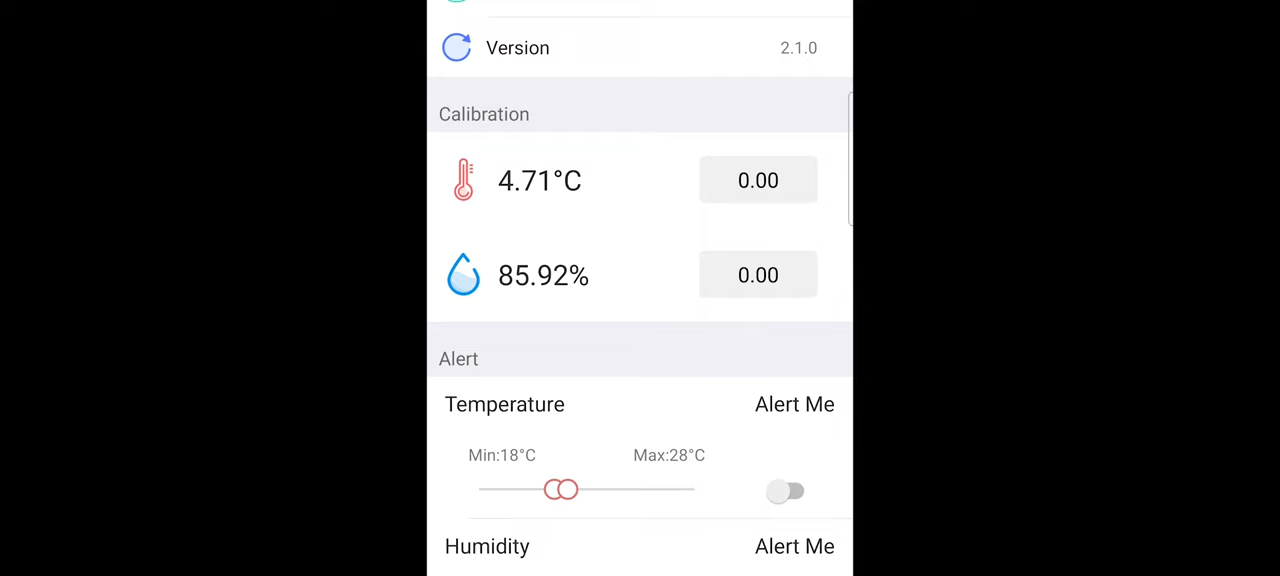 Version 2.1.0
Calibration
4.71°C 0.00
85.92% 0.00
Alert
Temperature Alert Me
Min:18°C Max:28°C
Humidity Alert Me